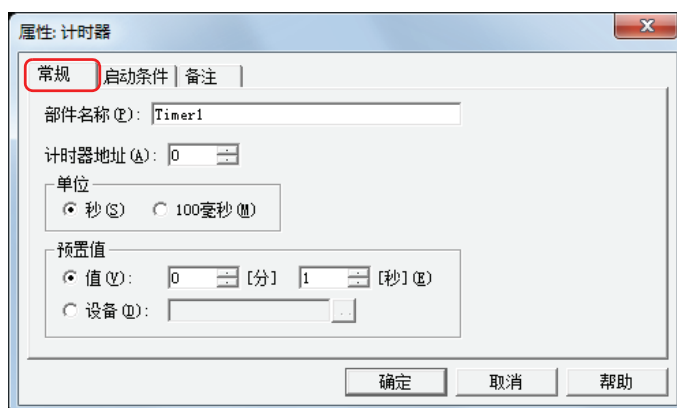 属性: 计时器
常规 启动条件 备注
部件名称(P): Timer1
计时器地址(A): 0
单位
秒(S) 100毫秒(M)
预置值
值(V): 0 [分] 1 [秒](E)
设备(D): ..
确定 取消 帮助